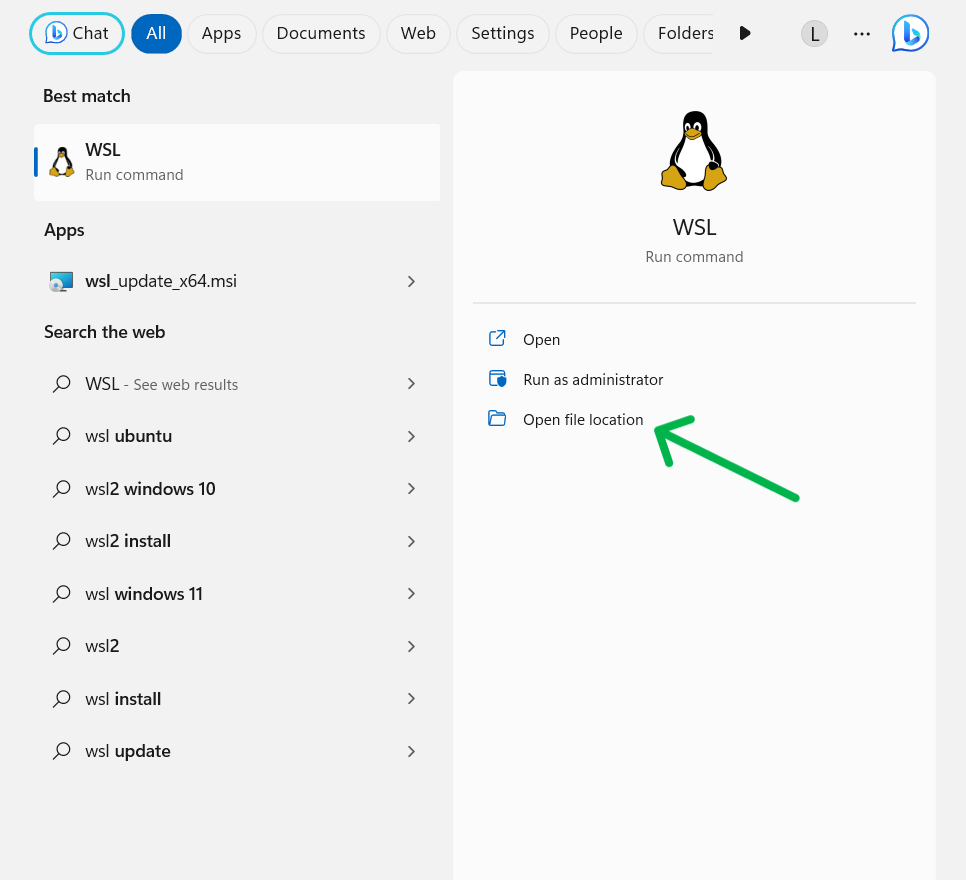 Chat All Apps Documents Web Settings People Folders L ...
Best match
WSL
Run command
Apps
wsl_update_x64.msi
Search the web
WSL - See web results
wsl ubuntu
wsl2 windows 10
wsl2 install
wsl windows 11
wsl2
wsl install
wsl update
WSL
Run command
Open
Run as administrator
Open file location